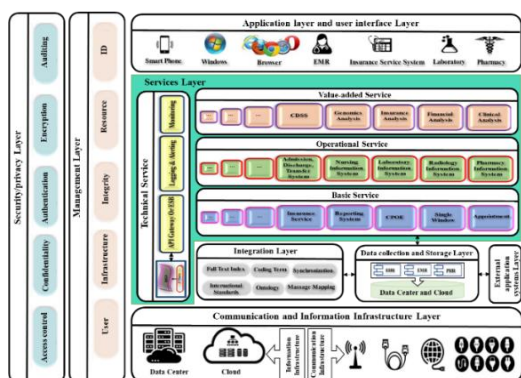 Application layer and user interface Layer
Smart Phone
Windows
Browser
EMR
Insurance Service System
Laboratory
Pharmacy
Security/privacy Layer
Auditing
Encryption
Authentication
Confidentiality
Access control
Management Layer
ID
Resource
Integrity
Infrastructure
User
Services Layer
Technical Service
Monitoring
Logging & Alerting
API Gateway/Or ESB
Value-added Service
...
CDSS
Genomics Analysis
Insurance Analysis
Financial Analysis
Clinical Analysis
Operational Service
...
Admission, Discharge, Transfer System
Nursing Information System
Laboratory Information System
Radiology Information System
Pharmacy Information System
Basic Service
...
Insurance Service
Reporting System
CPOE
Single Window
Appointment
Integration Layer
Full Text Index
Coding Term
Synchronization
International Standards
Ontology
Massage Mapping
Data collection and Storage Layer
Data Center and Cloud
External application systems Layer
Communication and Information Infrastructure Layer
Data Center
Cloud
Information Infrastructure
Communication Infrastructure